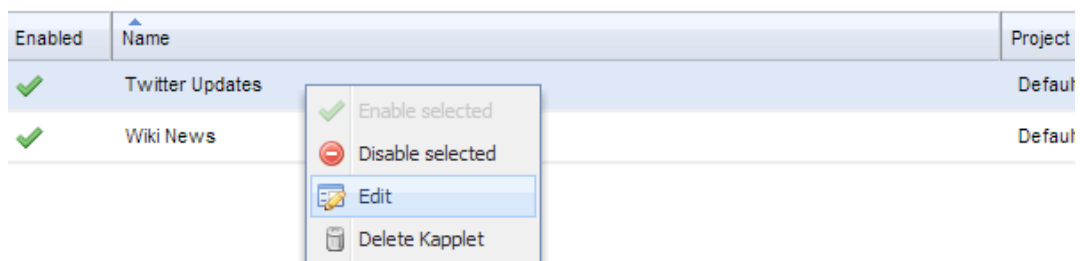 Enabled Name Project
Twitter Updates Defaul
Enable selected
Wiki News Defaul
Disable selected
Edit
Delete Kapplet